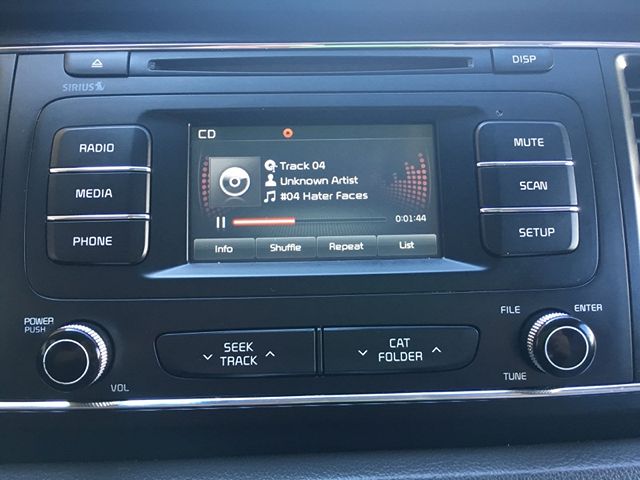 DISP
SIRIUS
RADIO
MEDIA
PHONE
CD
Track 04
Unknown Artist
#04 Hater Faces
0:01:44
Info Shuffle Repeat List
MUTE
SCAN
SETUP
POWER
PUSH
VOL
SEEK
TRACK
CAT
FOLDER
FILE
ENTER
TUNE